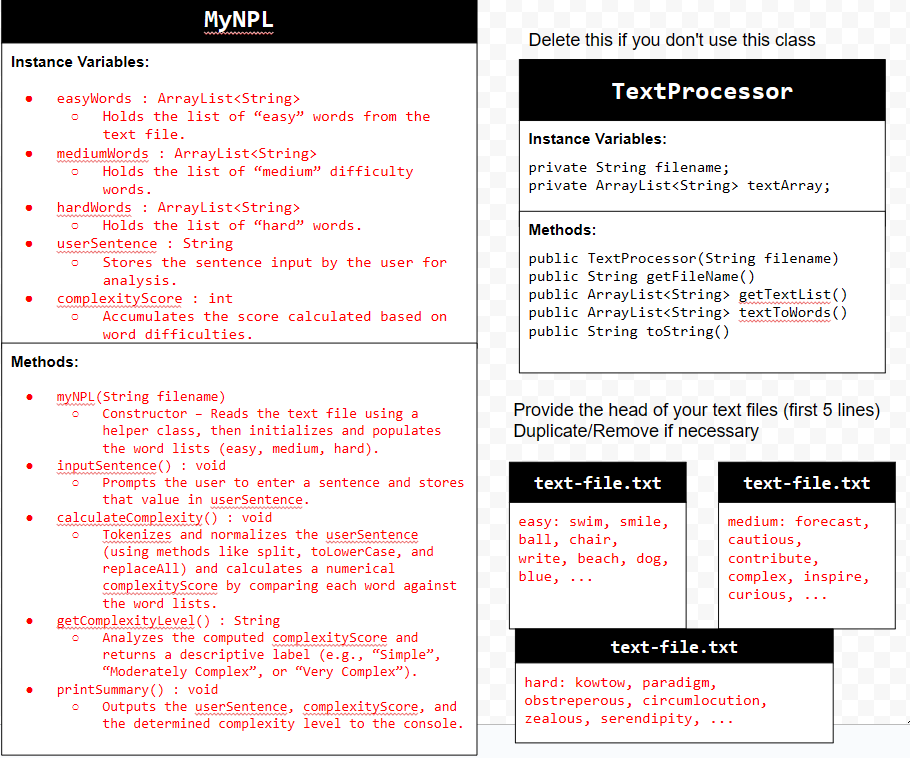 MyNPL
Instance Variables:
● easyWords : ArrayList<String>
○ Holds the list of “easy” words from the
text file.
● mediumWords : ArrayList<String>
○ Holds the list of “medium” difficulty
words.
● hardWords : ArrayList<String>
○ Holds the list of “hard” words.
● userSentence : String
○ Stores the sentence input by the user for
analysis.
● complexityScore : int
○ Accumulates the score calculated based on
word difficulties.
Methods:
● myNPL(String filename)
○ Constructor – Reads the text file using a
helper class, then initializes and populates
the word lists (easy, medium, hard).
● inputSentence() : void
○ Prompts the user to enter a sentence and stores
that value in userSentence.
● calculateComplexity() : void
○ Tokenizes and normalizes the userSentence
(using methods like split, toLowerCase, and
replaceAll) and calculates a numerical
complexityScore by comparing each word against
the word lists.
● getComplexityLevel() : String
○ Analyzes the computed complexityScore and
returns a descriptive label (e.g., “Simple”,
“Moderately Complex”, or “Very Complex”).
● printSummary() : void
○ Outputs the userSentence, complexityScore, and
the determined complexity level to the console.
Delete this if you don't use this class
TextProcessor
Instance Variables:
private String filename;
private ArrayList<String> textArray;
Methods:
public TextProcessor(String filename)
public String getFileName()
public ArrayList<String> getTextList()
public ArrayList<String> textToWords()
public String toString()
Provide the head of your text files (first 5 lines)
Duplicate/Remove if necessary
text-file.txt
easy: swim, smile,
ball, chair,
write, beach, dog,
blue, ...
text-file.txt
medium: forecast,
cautious,
contribute,
complex, inspire,
curious, ...
text-file.txt
hard: kowtow, paradigm,
obstreperous, circumlocution,
zealous, serendipity, ...